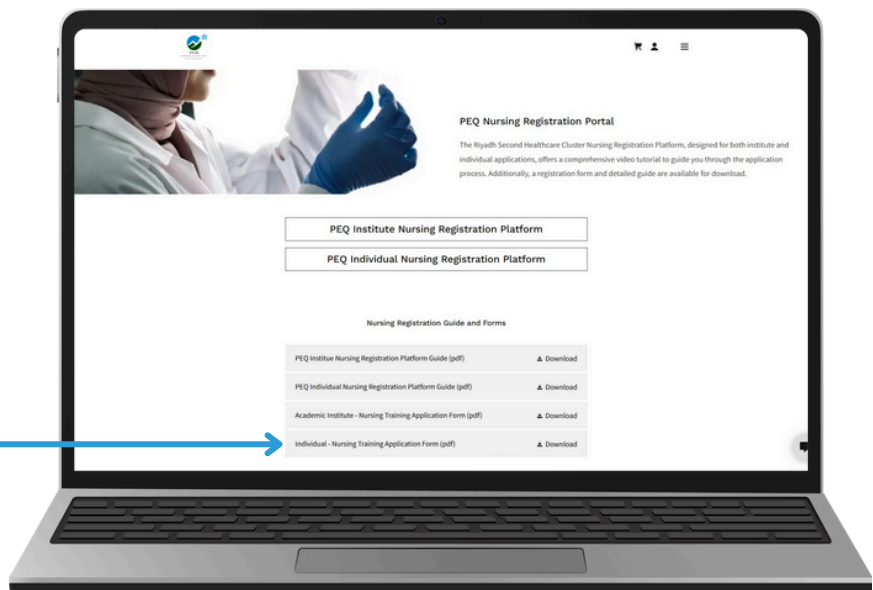 PEQ Nursing Registration Portal
The Riyadh Second Healthcare Cluster Nursing Registration Platform, designed for both institute and
individual applications, offers a comprehensive video tutorial to guide you through the application
process. Additionally, a registration form and detailed guide are available for download.
PEQ Institute Nursing Registration Platform
PEQ Individual Nursing Registration Platform
Nursing Registration Guide and Forms
PEQ Institue Nursing Registration Platform Guide (pdf) Download
PEQ Individual Nursing Registration Platform Guide (pdf) Download
Academic Institute - Nursing Training Application Form (pdf) Download
Individual - Nursing Training Application Form (pdf) Download